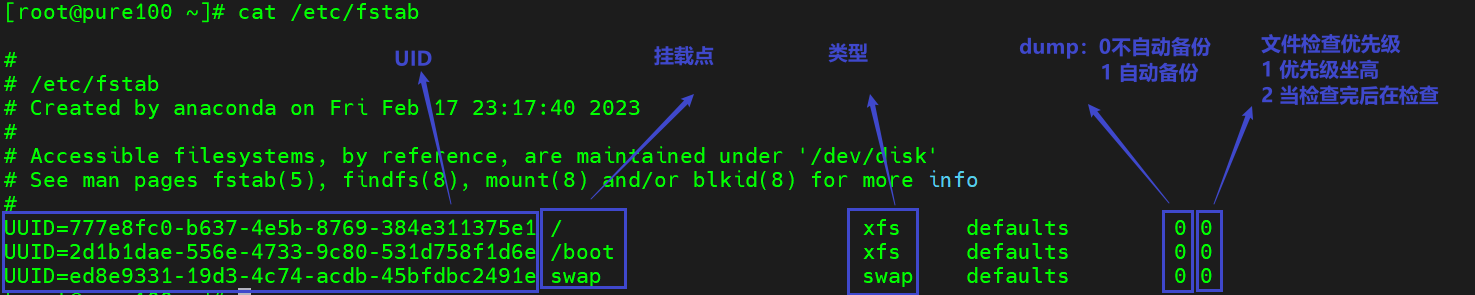 [root@pure100 ~]# cat /etc/fstab
UID
挂载点
类型
dump：0不自动备份
1 自动备份
文件检查优先级
1 优先级坐高
2 当检查完后在检查
#
# /etc/fstab
# Created by anaconda on Fri Feb 17 23:17:40 2023
#
# Accessible filesystems, by reference, are maintained under '/dev/disk'
# See man pages fstab(5), findfs(8), mount(8) and/or blkid(8) for more info
#
UUID=777e8fc0-b637-4e5b-8769-384e311375e1 / xfs defaults 0 0
UUID=2d1b1dae-556e-4733-9c80-531d758f1d6e /boot xfs defaults 0 0
UUID=ed8e9331-19d3-4c74-acdb-45bfdbc2491e swap swap defaults 0 0